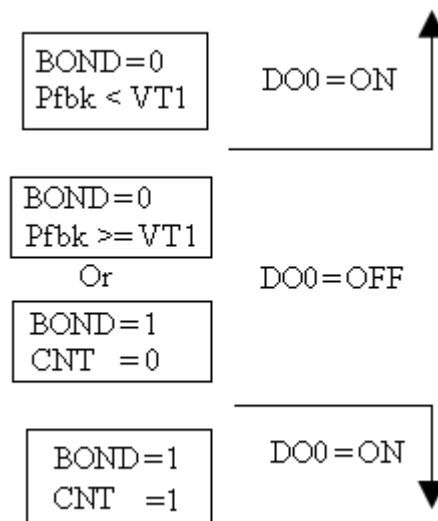 BOND=0
Pfbk < VT1
DO0=ON
BOND=0
Pfbk >= VT1
Or
BOND=1
CNT =0
DO0=OFF
BOND=1
CNT =1
DO0=ON